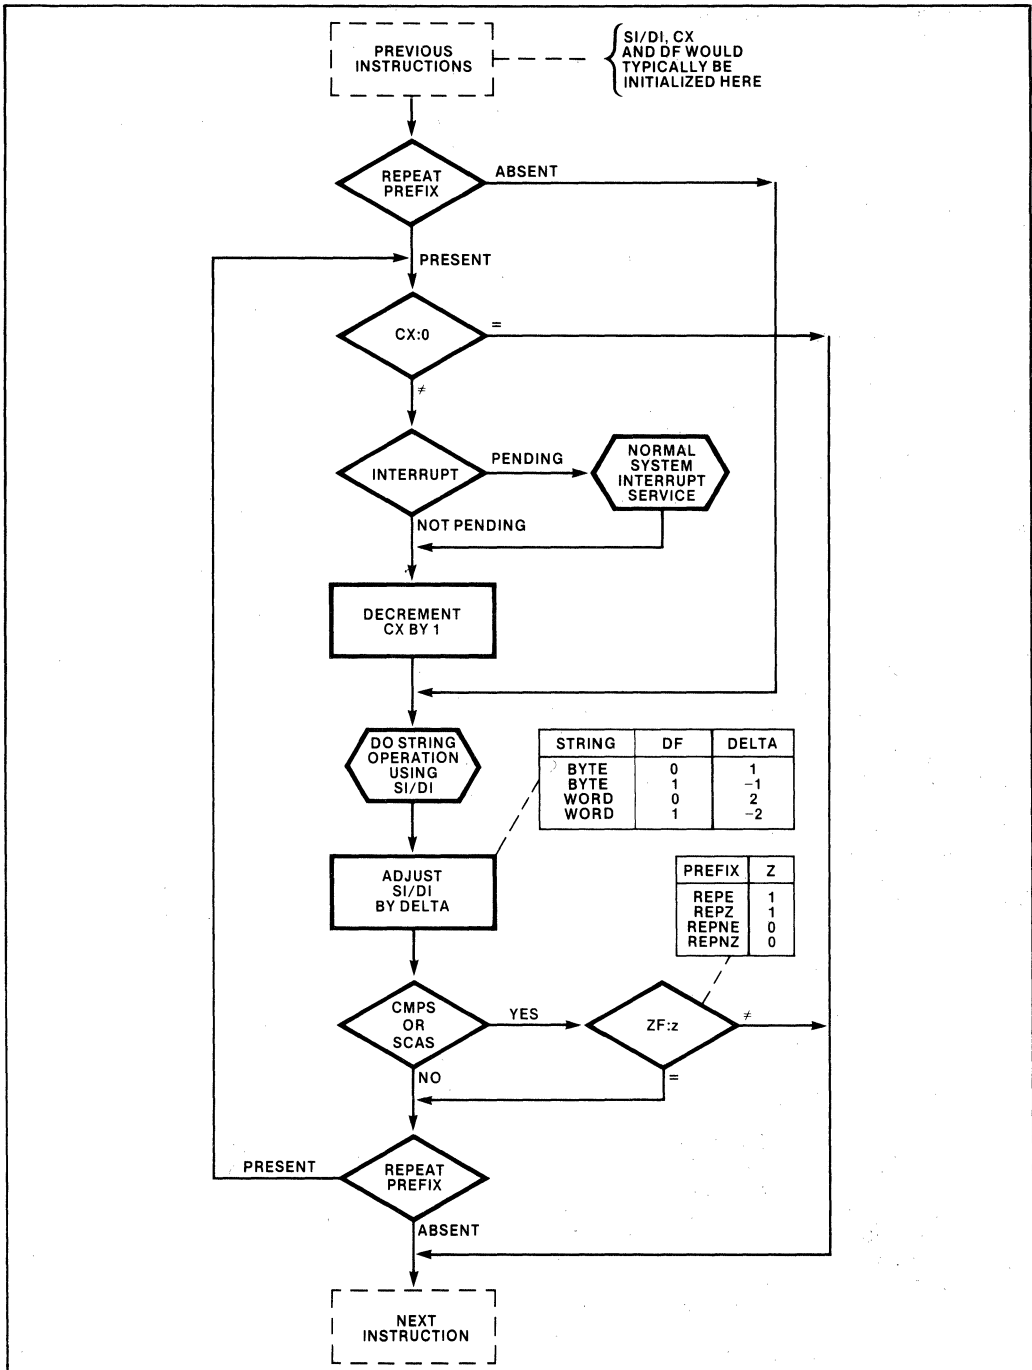 PREVIOUS
INSTRUCTIONS
SI/DI, CX
AND DF WOULD
TYPICALLY BE
INITIALIZED HERE
REPEAT
PREFIX
ABSENT
PRESENT
CX:0
=
≠
INTERRUPT
PENDING
NORMAL
SYSTEM
INTERRUPT
SERVICE
NOT PENDING
DECREMENT
CX BY 1
DO STRING
OPERATION
USING
SI/DI
STRING DF DELTA
BYTE 0 1
BYTE 1 −1
WORD 0 2
WORD 1 −2
ADJUST
SI/DI
BY DELTA
PREFIX Z
REPE 1
REPZ 1
REPNE 0
REPNZ 0
CMPS
OR
SCAS
YES
ZF:z
≠
NO
=
REPEAT
PREFIX
PRESENT
ABSENT
NEXT
INSTRUCTION